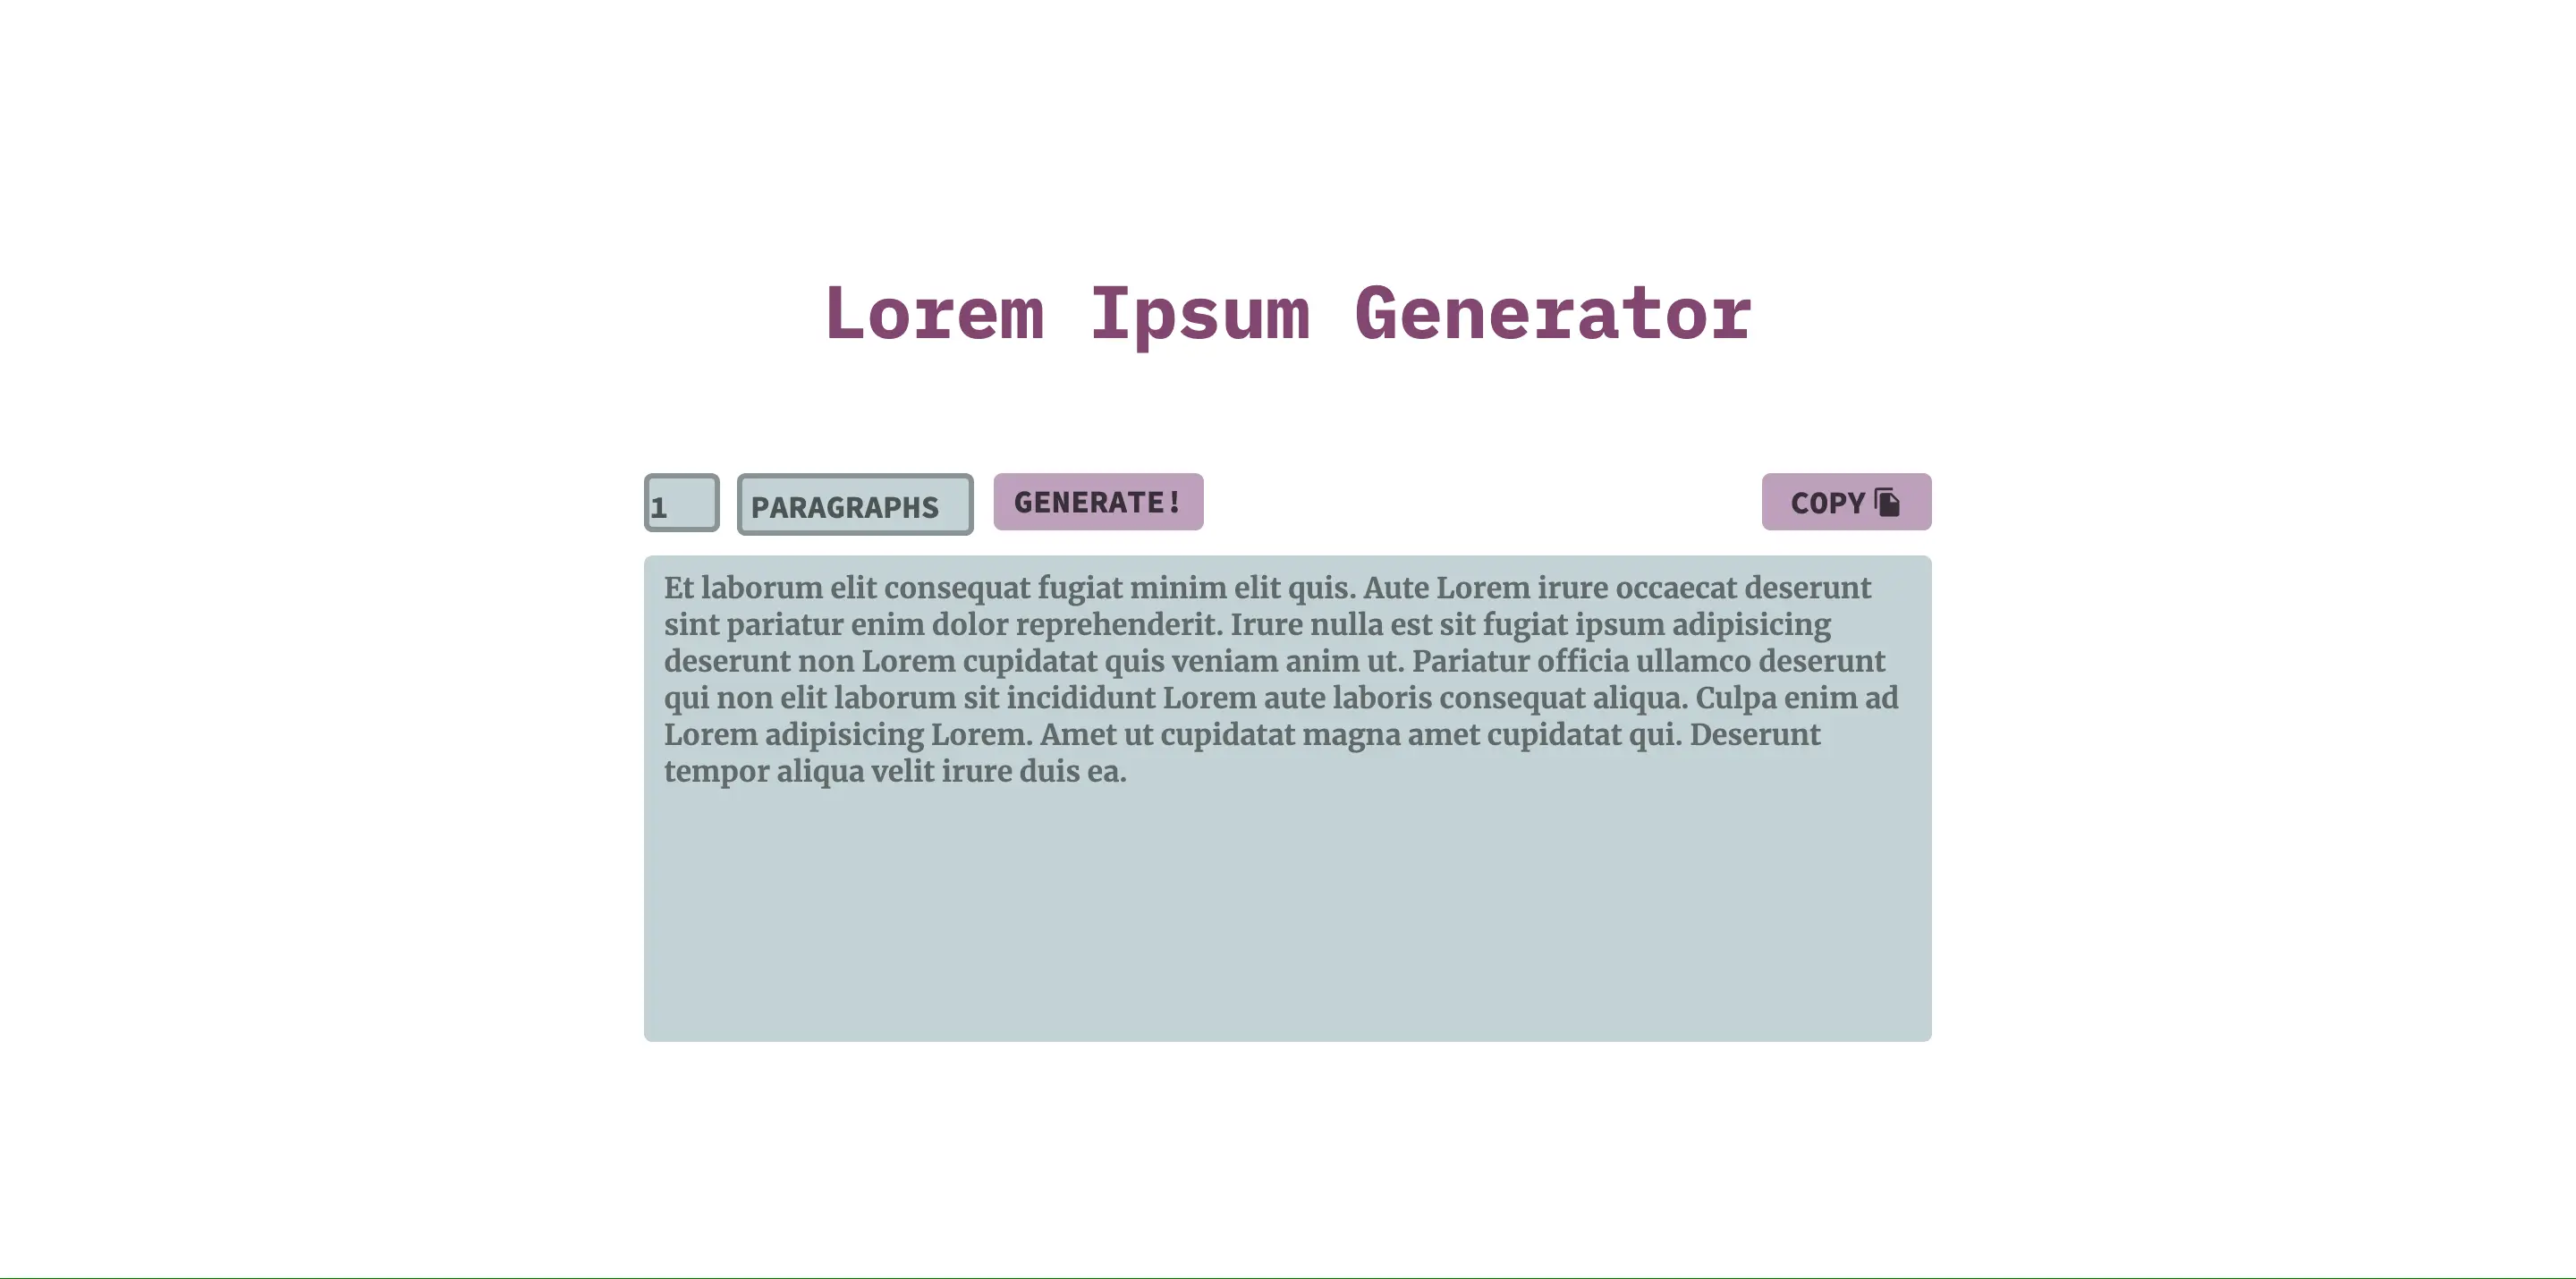 Lorem Ipsum Generator
1 PARAGRAPHS GENERATE! COPY
Et laborum elit consequat fugiat minim elit quis. Aute Lorem irure occaecat deserunt
sint pariatur enim dolor reprehenderit. Irure nulla est sit fugiat ipsum adipisicing
deserunt non Lorem cupidatat quis veniam anim ut. Pariatur officia ullamco deserunt
qui non elit laborum sit incididunt Lorem aute laboris consequat aliqua. Culpa enim ad
Lorem adipisicing Lorem. Amet ut cupidatat magna amet cupidatat qui. Deserunt
tempor aliqua velit irure duis ea.